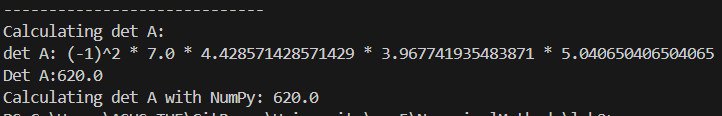 -----------------------------
Calculating det A:
det A: (-1)^2 * 7.0 * 4.428571428571429 * 3.967741935483871 * 5.040650406504065
Det A:620.0
Calculating det A with NumPy: 620.0